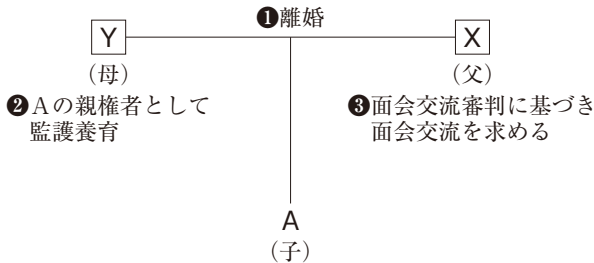 ❶離婚
Y
X
(母)
(父)
❷Aの親権者として
監護養育
❸面会交流審判に基づき
面会交流を求める
A
(子)